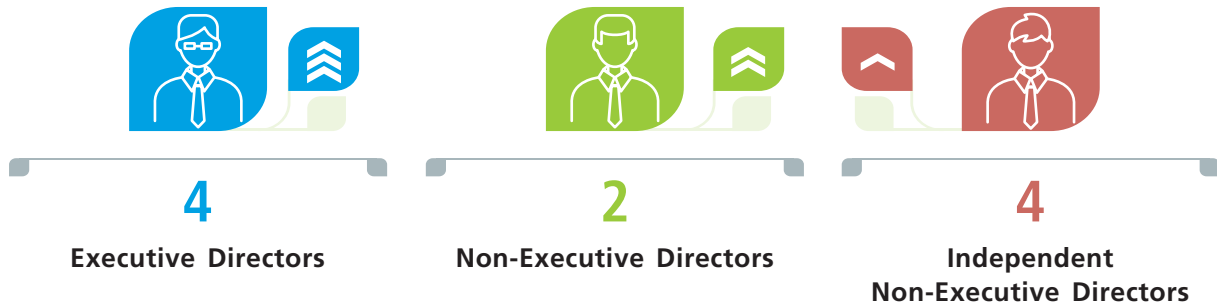 4
Executive Directors
2
Non-Executive Directors
4
Independent
Non-Executive Directors